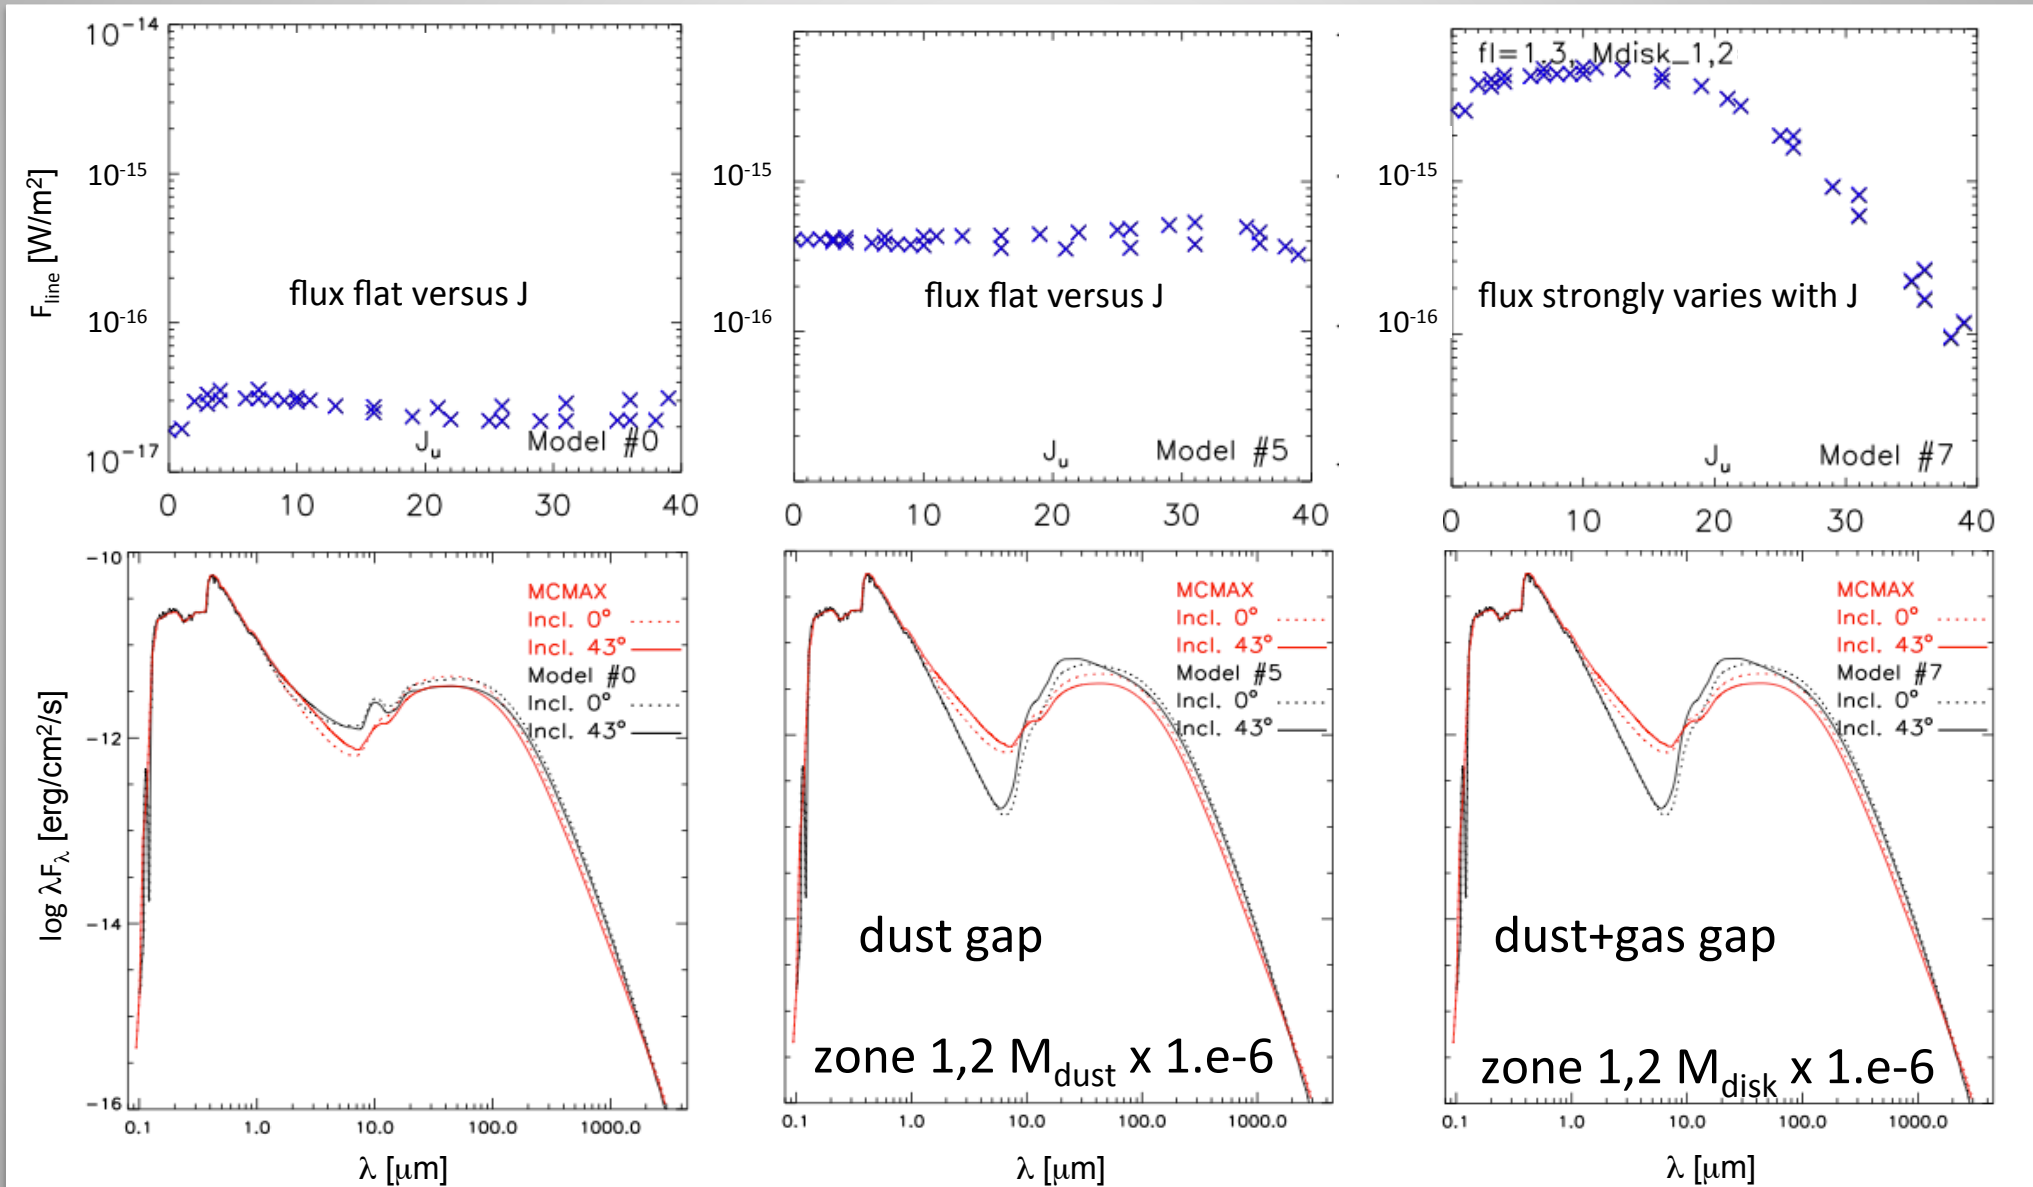 10⁻¹⁴
10⁻¹⁵
10⁻¹⁶
10⁻¹⁷
F_line [W/m²]
flux flat versus J
Jᵤ Model #0
0 10 20 30 40
10⁻¹⁵
10⁻¹⁶
flux flat versus J
Jᵤ Model #5
0 10 20 30 40
fl=1.3, Mdisk_1,2
10⁻¹⁵
10⁻¹⁶
flux strongly varies with J
Jᵤ Model #7
0 10 20 30 40
log λF_λ [erg/cm²/s]
-10
-11
-12
-13
-14
-15
-16
MCMAX
Incl. 0°
Incl. 43°
Model #0
Incl. 0°
Incl. 43°
0.1 1.0 10.0 100.0 1000.0
λ [μm]
MCMAX
Incl. 0°
Incl. 43°
Model #5
Incl. 0°
Incl. 43°
dust gap
zone 1,2 M_dust x 1.e-6
0.1 1.0 10.0 100.0 1000.0
λ [μm]
MCMAX
Incl. 0°
Incl. 43°
Model #7
Incl. 0°
Incl. 43°
dust+gas gap
zone 1,2 M_disk x 1.e-6
0.1 1.0 10.0 100.0 1000.0
λ [μm]